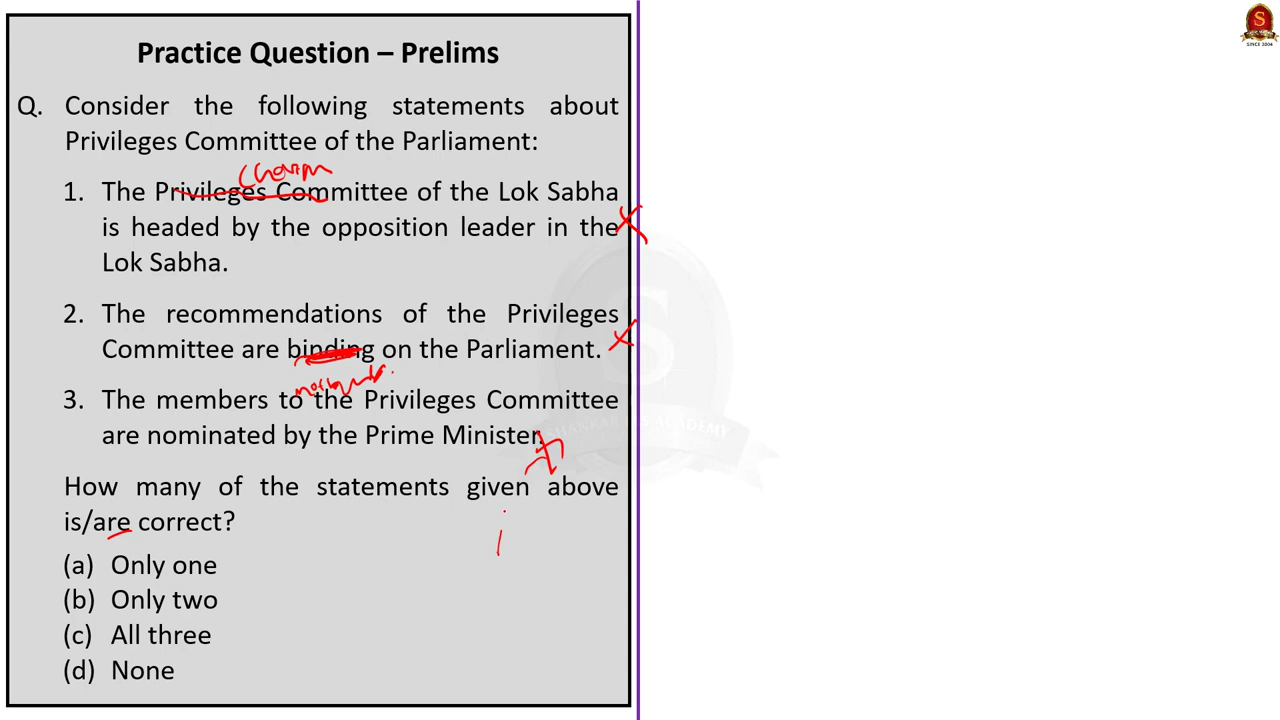 Practice Question – Prelims
Q. Consider the following statements about
Privileges Committee of the Parliament:
1. The Privileges Committee of the Lok Sabha
is headed by the opposition leader in the
Lok Sabha.
2. The recommendations of the Privileges
Committee are binding on the Parliament.
3. The members to the Privileges Committee
are nominated by the Prime Minister.
How many of the statements given above
is/are correct?
(a) Only one
(b) Only two
(c) All three
(d) None
S
SINCE 2004